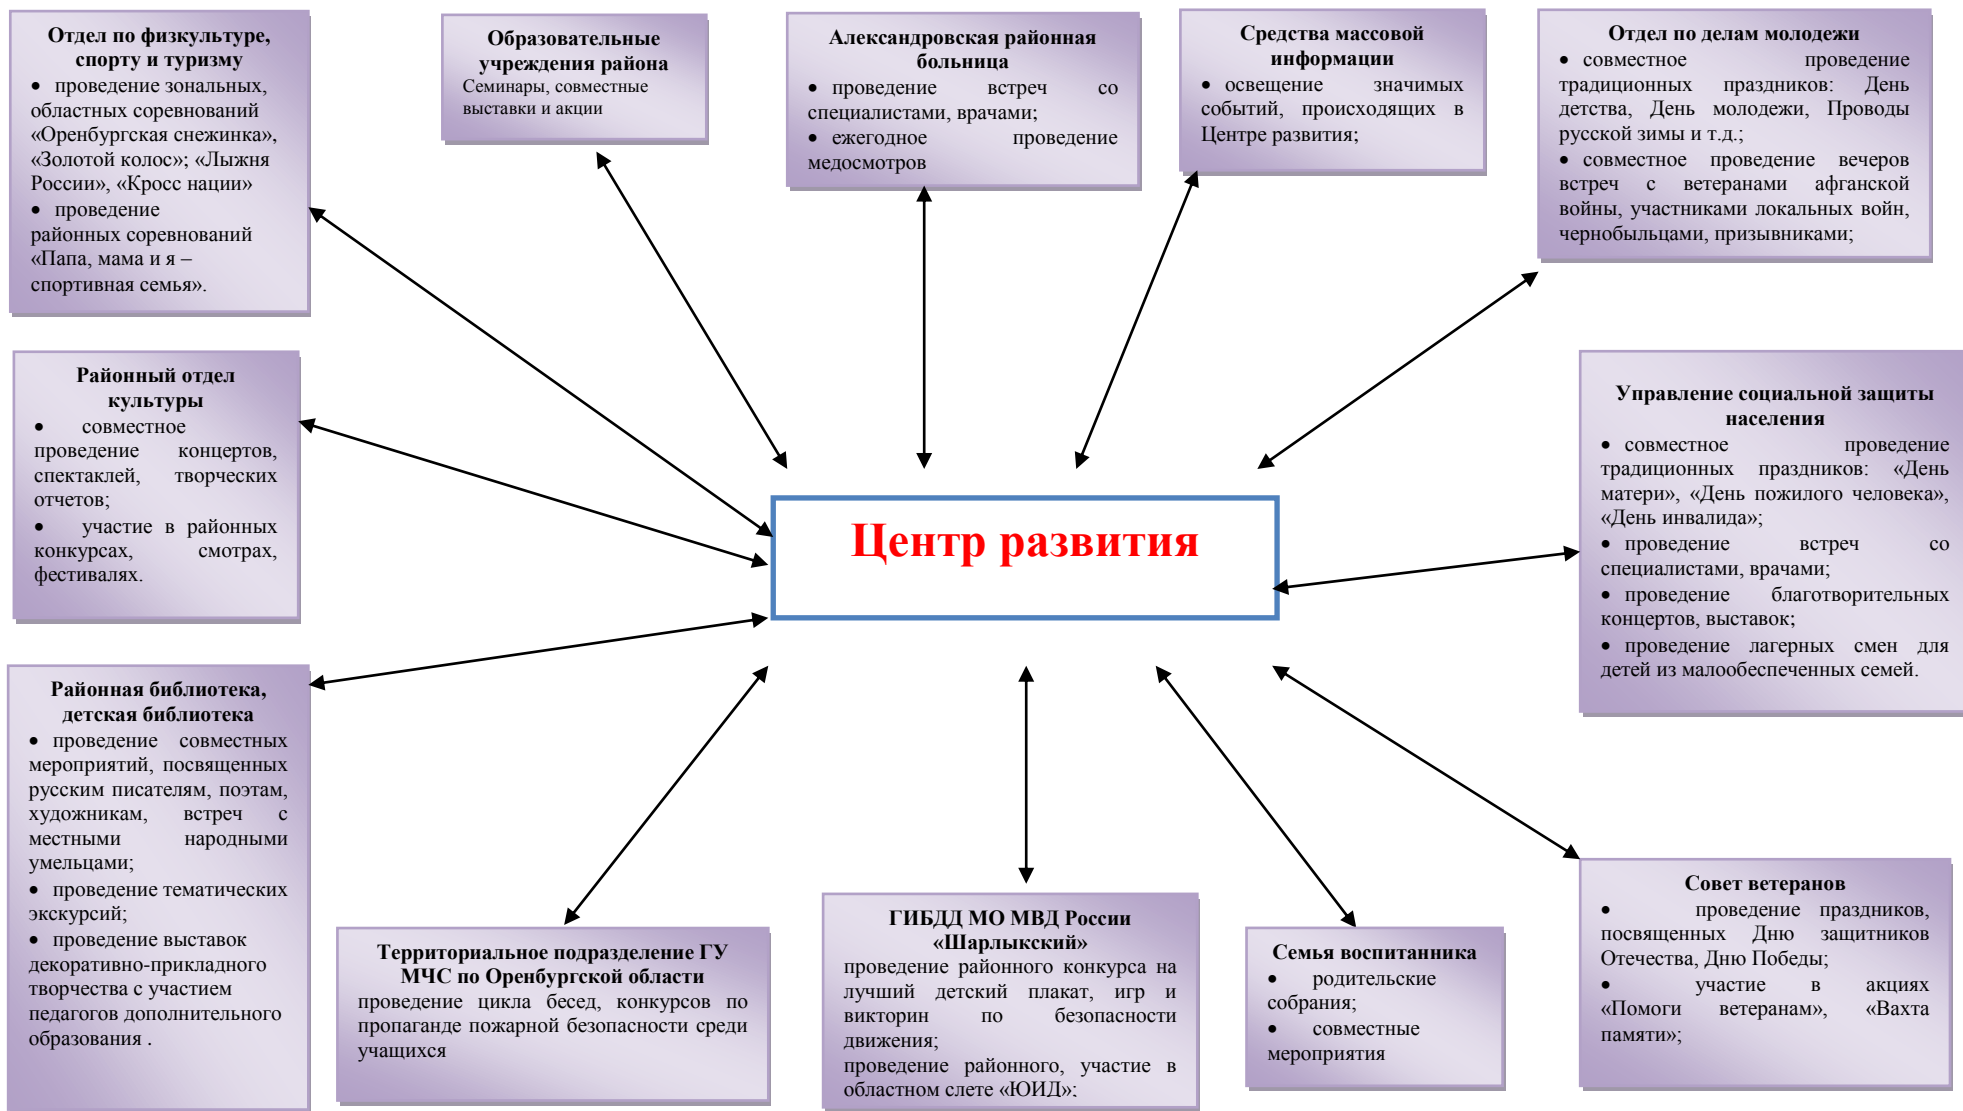 Отдел по физкультуре,
спорту и туризму
• проведение зональных,
областных соревнований
«Оренбургская снежинка»,
«Золотой колос»; «Лыжня
России», «Кросс нации»
• проведение
районных соревнований
«Папа, мама и я –
спортивная семья».
Образовательные
учреждения района
Семинары, совместные
выставки и акции
Александровская районная
больница
• проведение встреч со
специалистами, врачами;
• ежегодное проведение
медосмотров
Средства массовой
информации
• освещение значимых
событий, происходящих в
Центре развития;
Отдел по делам молодежи
• совместное проведение
традиционных праздников: День
детства, День молодежи, Проводы
русской зимы и т.д.;
• совместное проведение вечеров
встреч с ветеранами афганской
войны, участниками локальных войн,
чернобыльцами, призывниками;
Районный отдел
культуры
• совместное
проведение концертов,
спектаклей, творческих
отчетов;
• участие в районных
конкурсах, смотрах,
фестивалях.
Центр развития
Управление социальной защиты
населения
• совместное проведение
традиционных праздников: «День
матери», «День пожилого человека»,
«День инвалида»;
• проведение встреч со
специалистами, врачами;
• проведение благотворительных
концертов, выставок;
• проведение лагерных смен для
детей из малообеспеченных семей.
Районная библиотека,
детская библиотека
• проведение совместных
мероприятий, посвященных
русским писателям, поэтам,
художникам, встреч с
местными народными
умельцами;
• проведение тематических
экскурсий;
• проведение выставок
декоративно-прикладного
творчества с участием
педагогов дополнительного
образования .
Территориальное подразделение ГУ
МЧС по Оренбургской области
проведение цикла бесед, конкурсов по
пропаганде пожарной безопасности среди
учащихся
ГИБДД МО МВД России
«Шарлыкский»
проведение районного конкурса на
лучший детский плакат, игр и
викторин по безопасности
движения;
проведение районного, участие в
областном слете «ЮИД»;
Семья воспитанника
• родительские
собрания;
• совместные
мероприятия
Совет ветеранов
• проведение праздников,
посвященных Дню защитников
Отечества, Дню Победы;
• участие в акциях
«Помоги ветеранам», «Вахта
памяти»;